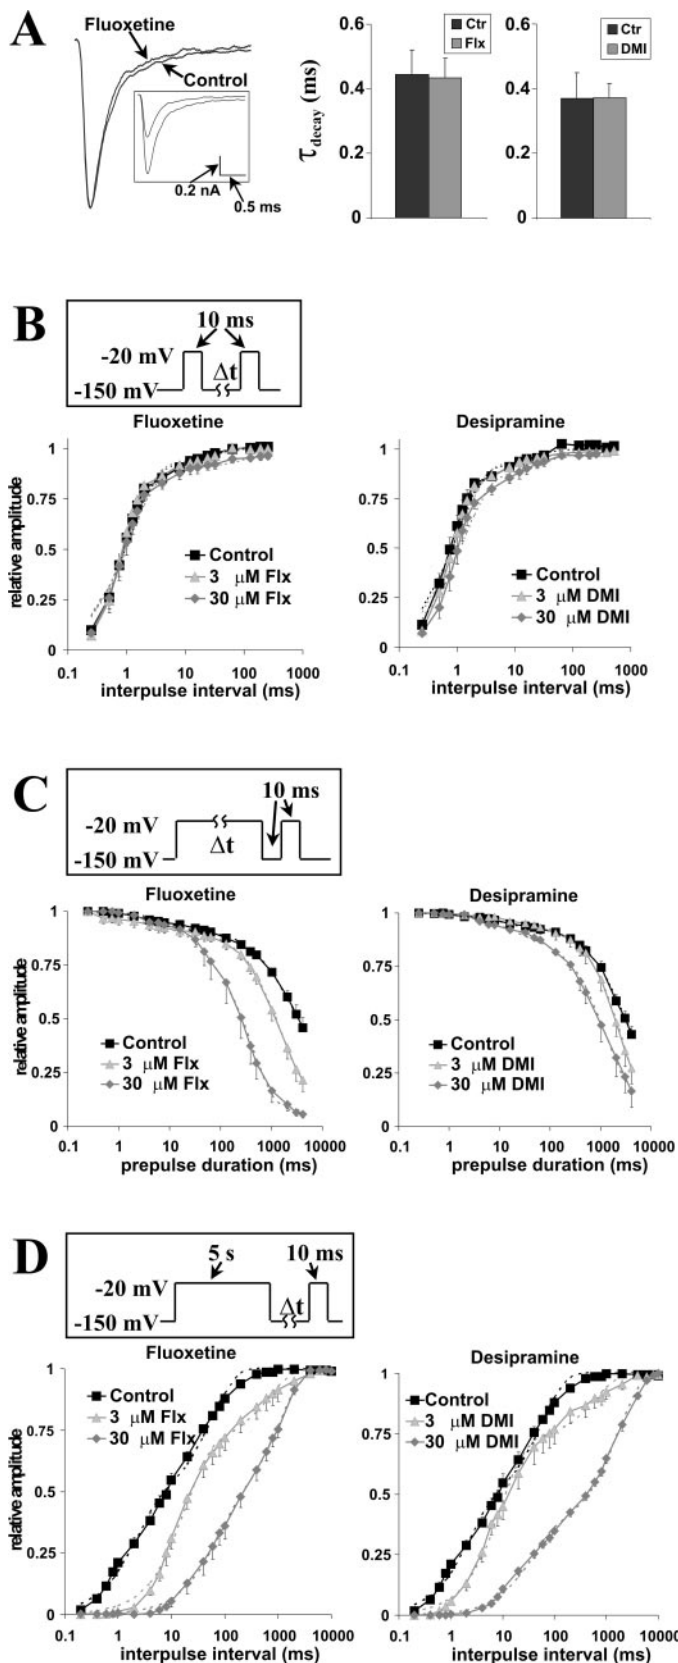 A
Fluoxetine
Control
0.2 nA
0.5 ms
τdecay (ms)
0.6
0.4
0.2
0
Ctr
Flx
0.6
0.4
0.2
0
Ctr
DMI
B
10 ms
-20 mV
Δt
-150 mV
Fluoxetine
relative amplitude
1
0.75
0.5
0.25
0
Control
3 μM Flx
30 μM Flx
0.1 1 10 100 1000
interpulse interval (ms)
Desipramine
1
0.75
0.5
0.25
0
Control
3 μM DMI
30 μM DMI
0.1 1 10 100 1000
interpulse interval (ms)
C
10 ms
-20 mV
Δt
-150 mV
Fluoxetine
relative amplitude
1
0.75
0.5
0.25
0
Control
3 μM Flx
30 μM Flx
0.1 1 10 100 1000 10000
prepulse duration (ms)
Desipramine
1
0.75
0.5
0.25
0
Control
3 μM DMI
30 μM DMI
0.1 1 10 100 1000 10000
prepulse duration (ms)
D
5 s 10 ms
-20 mV
Δt
-150 mV
Fluoxetine
relative amplitude
1
0.75
0.5
0.25
0
Control
3 μM Flx
30 μM Flx
0.1 1 10 100 1000 10000
interpulse interval (ms)
Desipramine
1
0.75
0.5
0.25
0
Control
3 μM DMI
30 μM DMI
0.1 1 10 100 1000 10000
interpulse interval (ms)